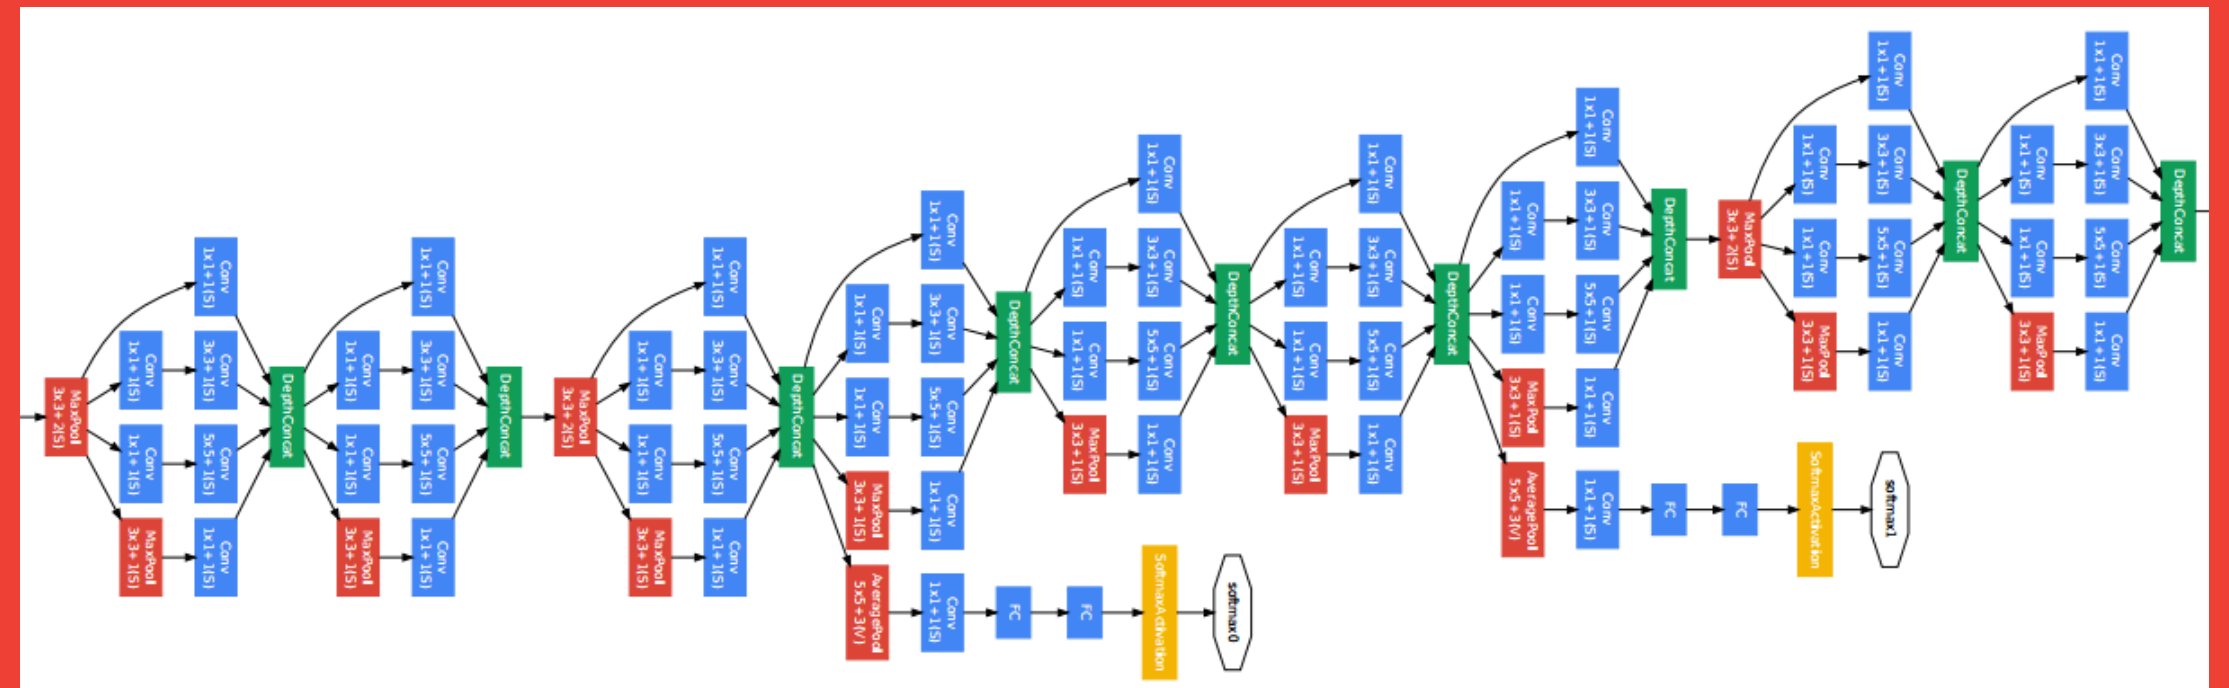 MaxPool
3x3+2(S)
Conv
1x1+1(S)
Conv
1x1+1(S)
MaxPool
3x3+1(S)
Conv
1x1+1(S)
Conv
3x3+1(S)
Conv
5x5+1(S)
Conv
1x1+1(S)
DepthConcat
Conv
1x1+1(S)
Conv
1x1+1(S)
MaxPool
3x3+1(S)
Conv
1x1+1(S)
Conv
3x3+1(S)
Conv
5x5+1(S)
Conv
1x1+1(S)
DepthConcat
MaxPool
3x3+2(S)
Conv
1x1+1(S)
Conv
1x1+1(S)
MaxPool
3x3+1(S)
Conv
1x1+1(S)
Conv
3x3+1(S)
Conv
5x5+1(S)
Conv
1x1+1(S)
DepthConcat
Conv
1x1+1(S)
Conv
1x1+1(S)
MaxPool
3x3+1(S)
AveragePool
5x5+3(V)
Conv
1x1+1(S)
Conv
3x3+1(S)
Conv
5x5+1(S)
Conv
1x1+1(S)
Conv
1x1+1(S)
DepthConcat
FC
Conv
1x1+1(S)
Conv
1x1+1(S)
MaxPool
3x3+1(S)
FC
Conv
1x1+1(S)
Conv
3x3+1(S)
Conv
5x5+1(S)
Conv
1x1+1(S)
SoftmaxActivation
DepthConcat
softmax0
Conv
1x1+1(S)
Conv
1x1+1(S)
MaxPool
3x3+1(S)
Conv
1x1+1(S)
Conv
3x3+1(S)
Conv
5x5+1(S)
Conv
1x1+1(S)
DepthConcat
Conv
1x1+1(S)
Conv
1x1+1(S)
MaxPool
3x3+1(S)
AveragePool
5x5+3(V)
Conv
1x1+1(S)
Conv
3x3+1(S)
Conv
5x5+1(S)
Conv
1x1+1(S)
Conv
1x1+1(S)
DepthConcat
FC
MaxPool
3x3+2(S)
FC
Conv
1x1+1(S)
Conv
1x1+1(S)
MaxPool
3x3+1(S)
SoftmaxActivation
Conv
1x1+1(S)
Conv
3x3+1(S)
Conv
5x5+1(S)
Conv
1x1+1(S)
softmax1
DepthConcat
Conv
1x1+1(S)
Conv
1x1+1(S)
MaxPool
3x3+1(S)
Conv
1x1+1(S)
Conv
3x3+1(S)
Conv
5x5+1(S)
Conv
1x1+1(S)
DepthConcat